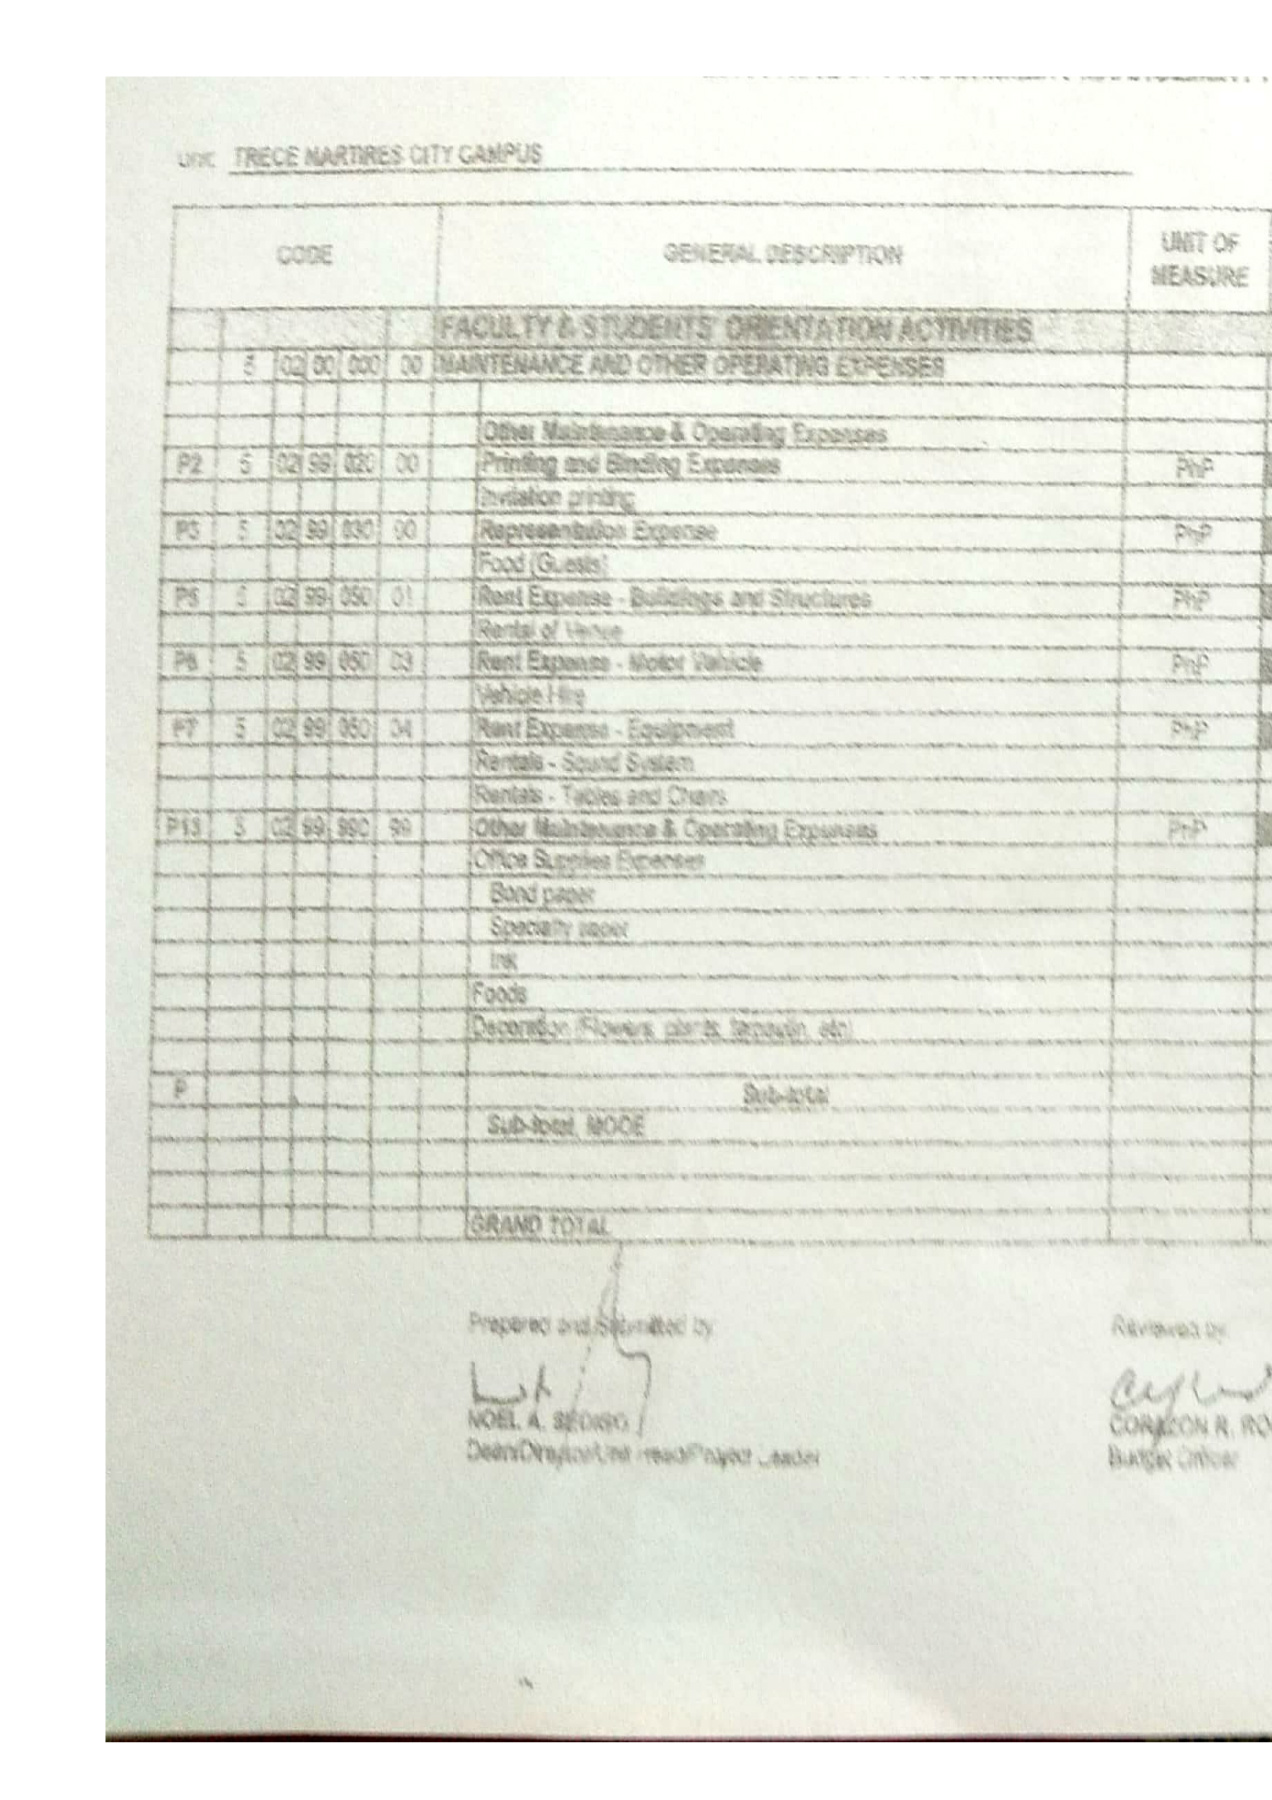 Unit: TRECE MARTIRES CITY CAMPUS
CODE GENERAL DESCRIPTION UNIT OF MEASURE
FACULTY & STUDENTS' ORIENTATION ACTIVITIES
5 02 00 000 00 MAINTENANCE AND OTHER OPERATING EXPENSES
Other Maintenance & Operating Expenses
P2 5 02 99 020 00 Printing and Binding Expenses PhP
Invitation printing
P3 5 02 99 030 00 Representation Expense PhP
Food (Guests)
P5 5 02 99 050 01 Rent Expense - Buildings and Structures PhP
Rental of Venue
P6 5 02 99 050 03 Rent Expense - Motor Vehicle PhP
Vehicle Hire
P7 5 02 99 050 04 Rent Expense - Equipment PhP
Rentals - Sound System
Rentals - Tables and Chairs
P13 5 02 99 990 99 Other Maintenance & Operating Expenses PhP
Office Supplies Expenses
Bond paper
Specialty paper
Ink
Foods
Decoration (Flowers, plants, tarpaulin, etc)
P Sub-total
Sub-total, MOOE
GRAND TOTAL
Prepared and Submitted by Reviewed by
NOEL A. CORAZON R.
Dean/Director/Unit Head/Project Leader Budget Officer